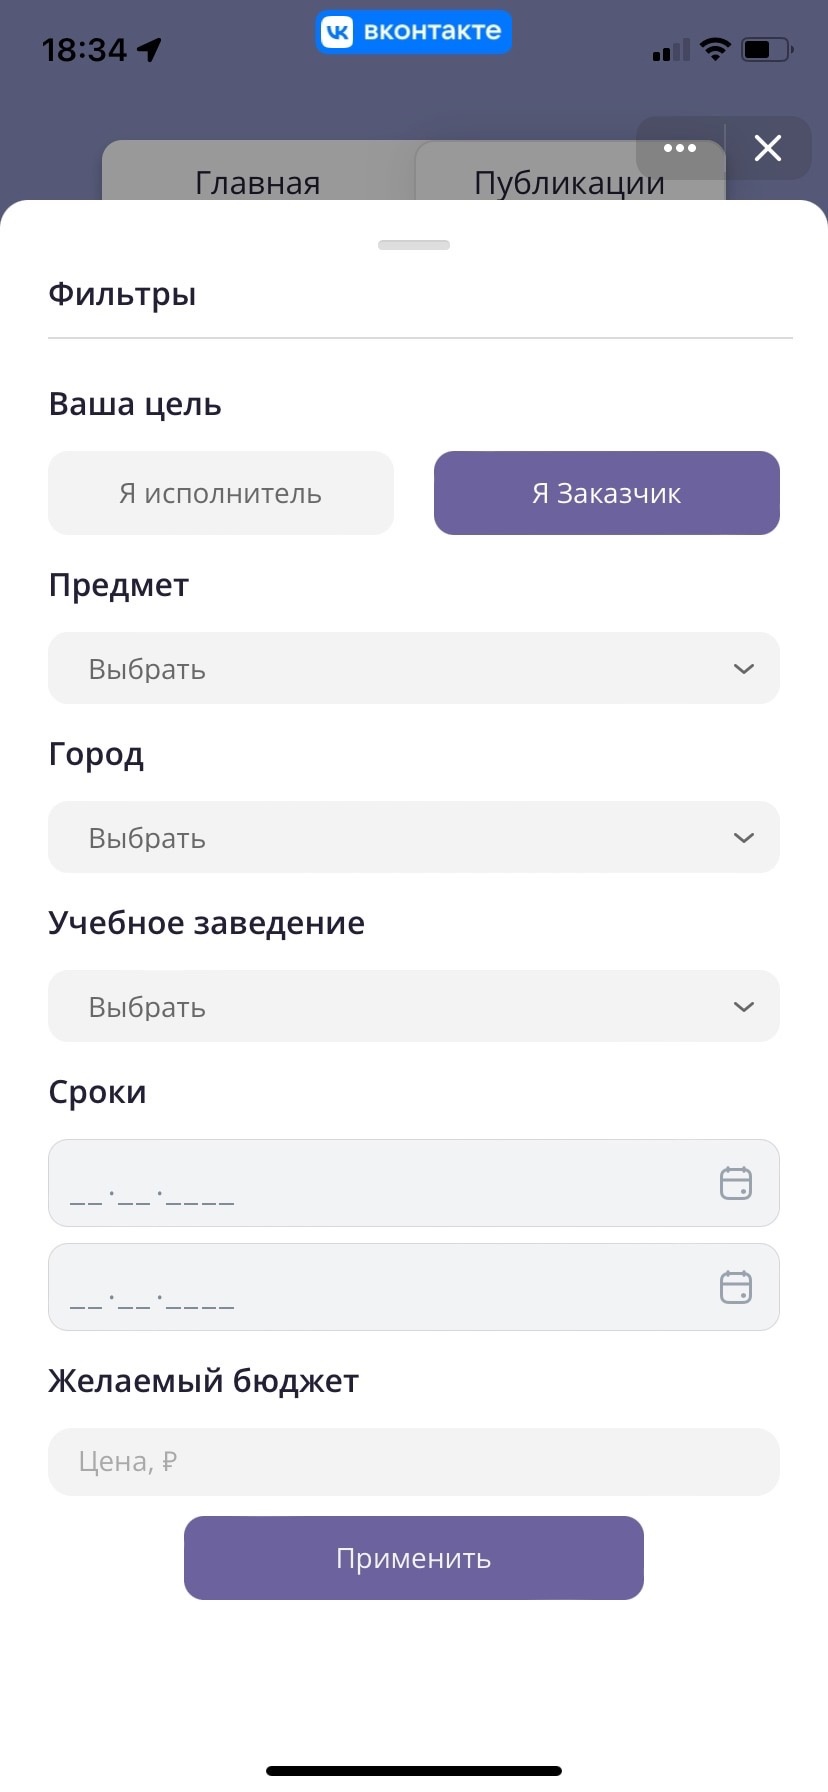 18:34
вконтакте
Главная
Публикации
Фильтры
Ваша цель
Я исполнитель
Я Заказчик
Предмет
Выбрать
Город
Выбрать
Учебное заведение
Выбрать
Сроки
__.__.____
__.__.____
Желаемый бюджет
Цена, ₽
Применить